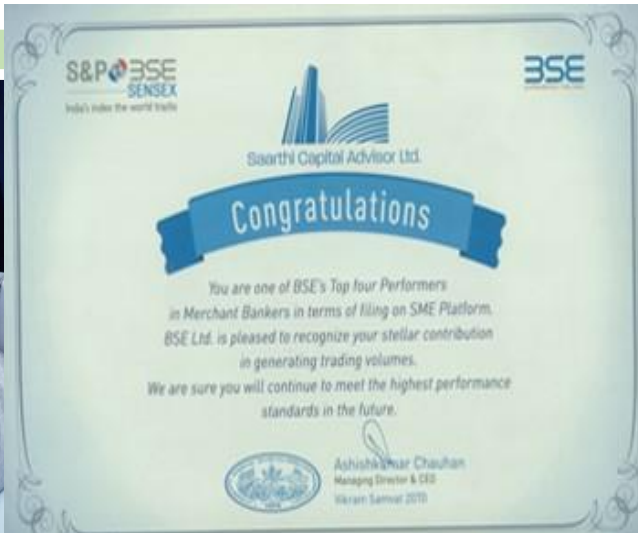 S&P BSE
SENSEX
India's index the world tracks
BSE
Saarthi Capital Advisor Ltd.
Congratulations
You are one of BSE's Top four Performers
in Merchant Bankers in terms of filing on SME Platform.
BSE Ltd. is pleased to recognize your stellar contribution
in generating trading volumes.
We are sure you will continue to meet the highest performance
standards in the future.
Ashishkumar Chauhan
Managing Director & CEO
Vikram Samvat 2070